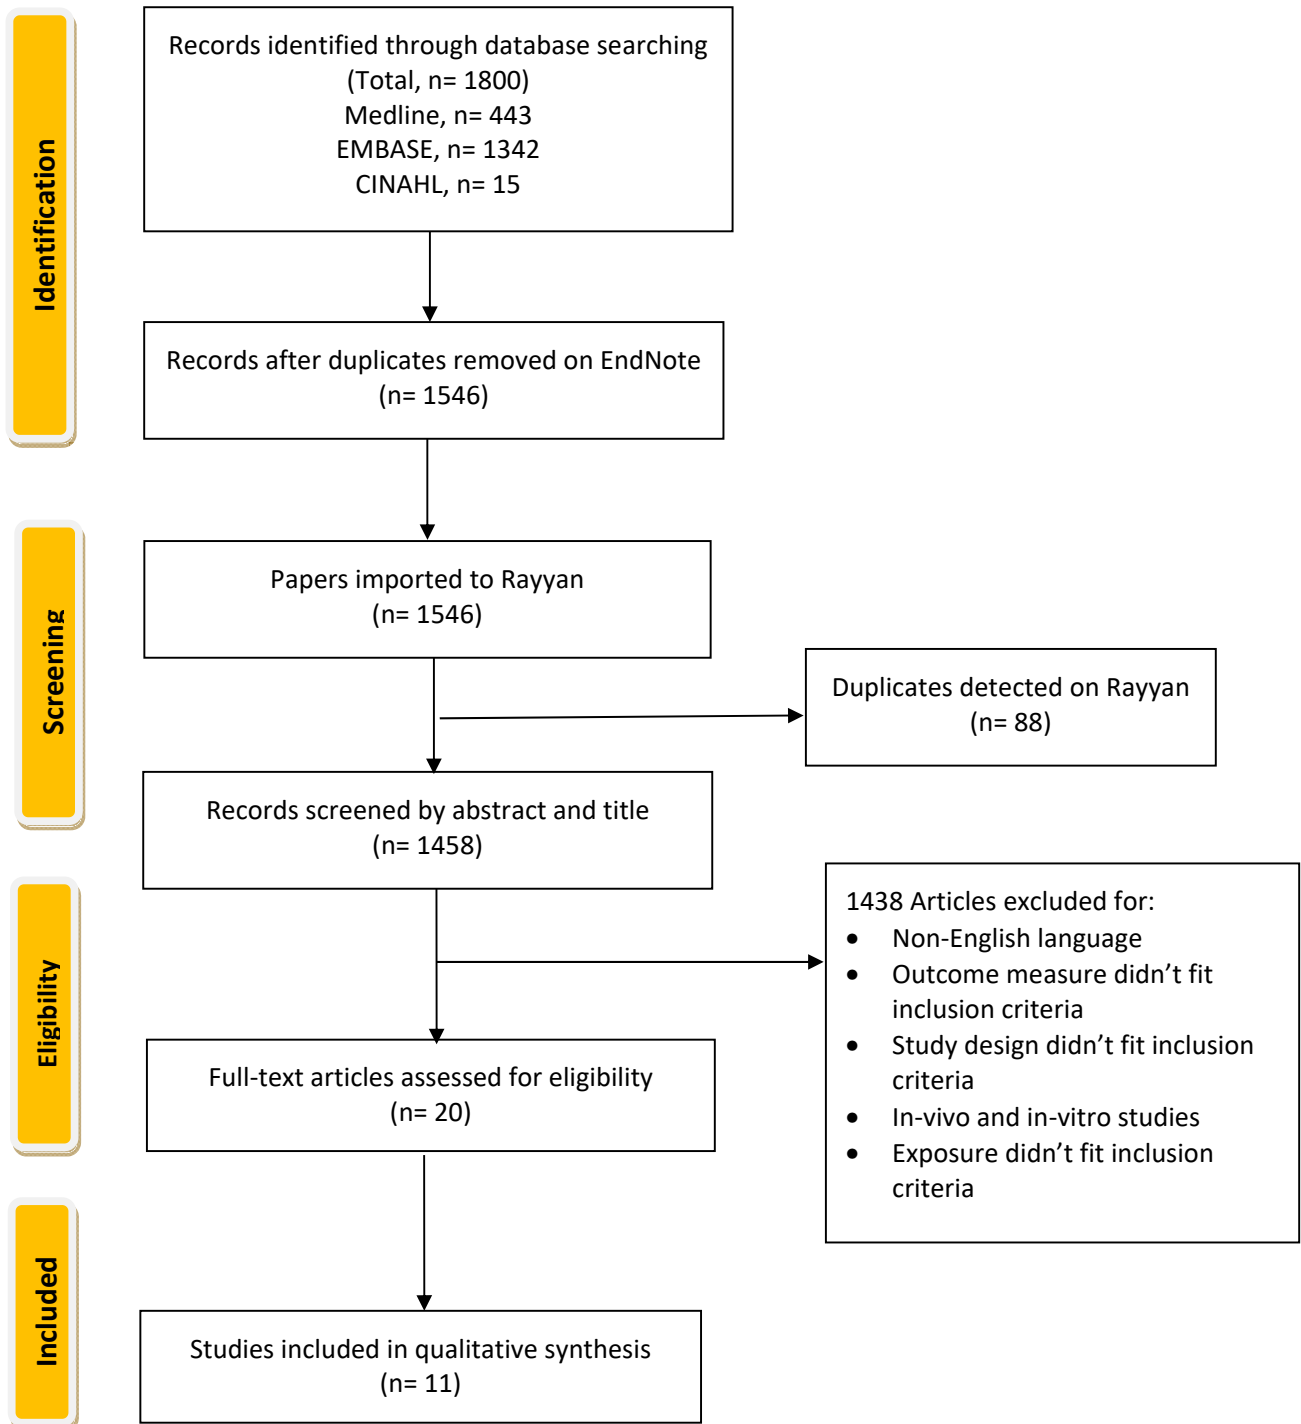 Identification
Records identified through database searching
(Total, n= 1800)
Medline, n= 443
EMBASE, n= 1342
CINAHL, n= 15
Records after duplicates removed on EndNote
(n= 1546)
Screening
Papers imported to Rayyan
(n= 1546)
Duplicates detected on Rayyan
(n= 88)
Records screened by abstract and title
(n= 1458)
Eligibility
1438 Articles excluded for:
• Non-English language
• Outcome measure didn’t fit
inclusion criteria
• Study design didn’t fit inclusion
criteria
• In-vivo and in-vitro studies
• Exposure didn’t fit inclusion
criteria
Full-text articles assessed for eligibility
(n= 20)
Included
Studies included in qualitative synthesis
(n= 11)